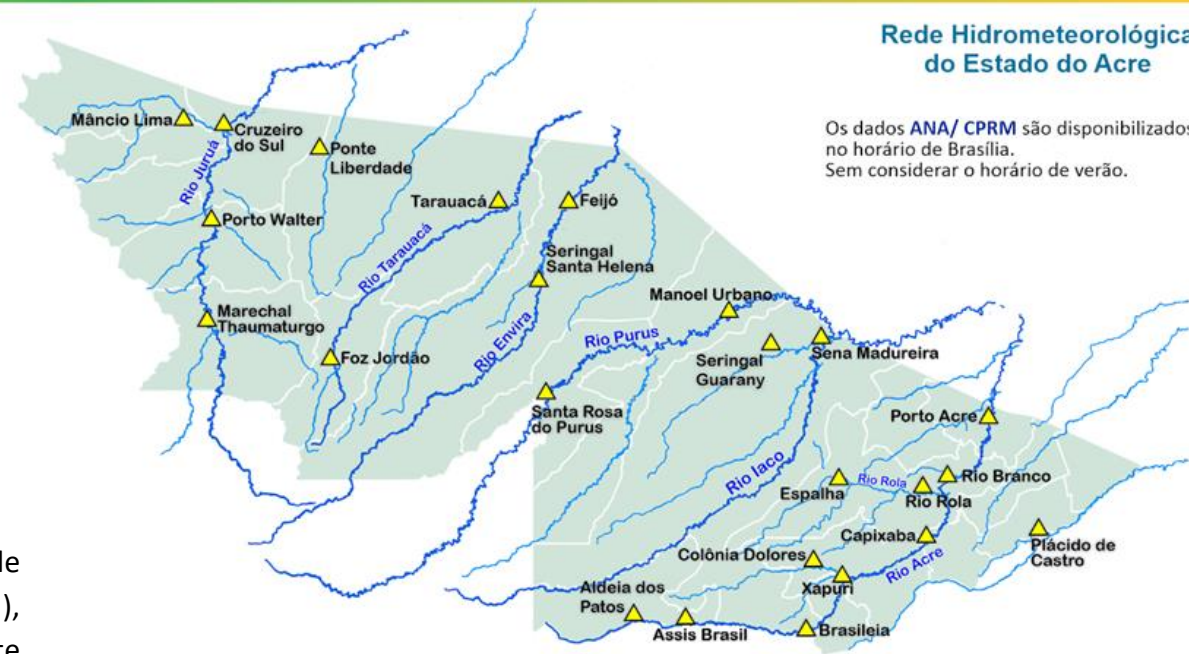 Rede Hidrometeorológica
do Estado do Acre
Os dados ANA/ CPRM são disponibilizados
no horário de Brasília.
Sem considerar o horário de verão.
Mâncio Lima
Cruzeiro
do Sul
Ponte
Liberdade
Rio Juruá
Tarauacá
Feijó
Porto Walter
Rio Tarauacá
Seringal
Santa Helena
Manoel Urbano
Marechal
Thaumaturgo
Rio Envira
Rio Purus
Foz Jordão
Seringal
Guarany
Sena Madureira
Santa Rosa
do Purus
Porto Acre
Rio Iaco
Espalha
Rio Rola
Rio Rola
Rio Branco
Capixaba
Plácido de
Castro
Colônia Dolores
Rio Acre
Xapuri
Aldeia dos
Patos
Assis Brasil
Brasileia
de
),
te